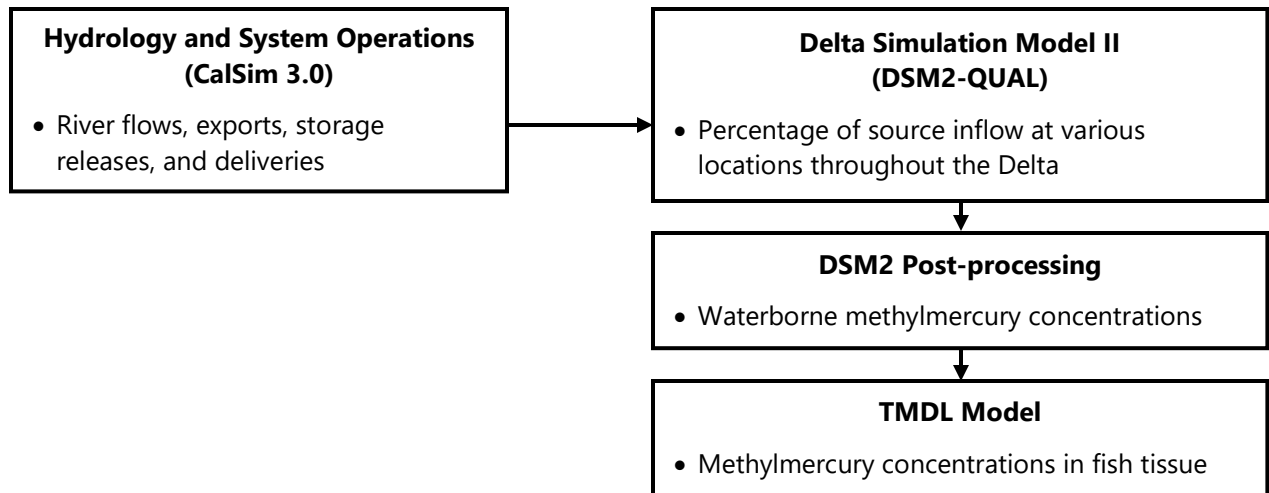 Hydrology and System Operations
(CalSim 3.0)
• River flows, exports, storage
releases, and deliveries
Delta Simulation Model II
(DSM2-QUAL)
• Percentage of source inflow at various
locations throughout the Delta
DSM2 Post-processing
• Waterborne methylmercury concentrations
TMDL Model
• Methylmercury concentrations in fish tissue